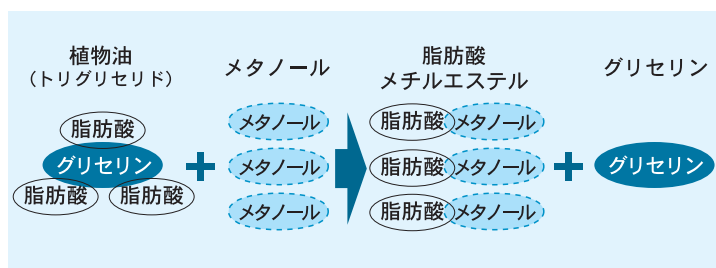 植物油
（トリグリセリド）
メタノール
脂肪酸
メチルエステル
グリセリン
脂肪酸
グリセリン
脂肪酸
脂肪酸
+
メタノール
メタノール
メタノール
脂肪酸
メタノール
脂肪酸
メタノール
脂肪酸
メタノール
+
グリセリン